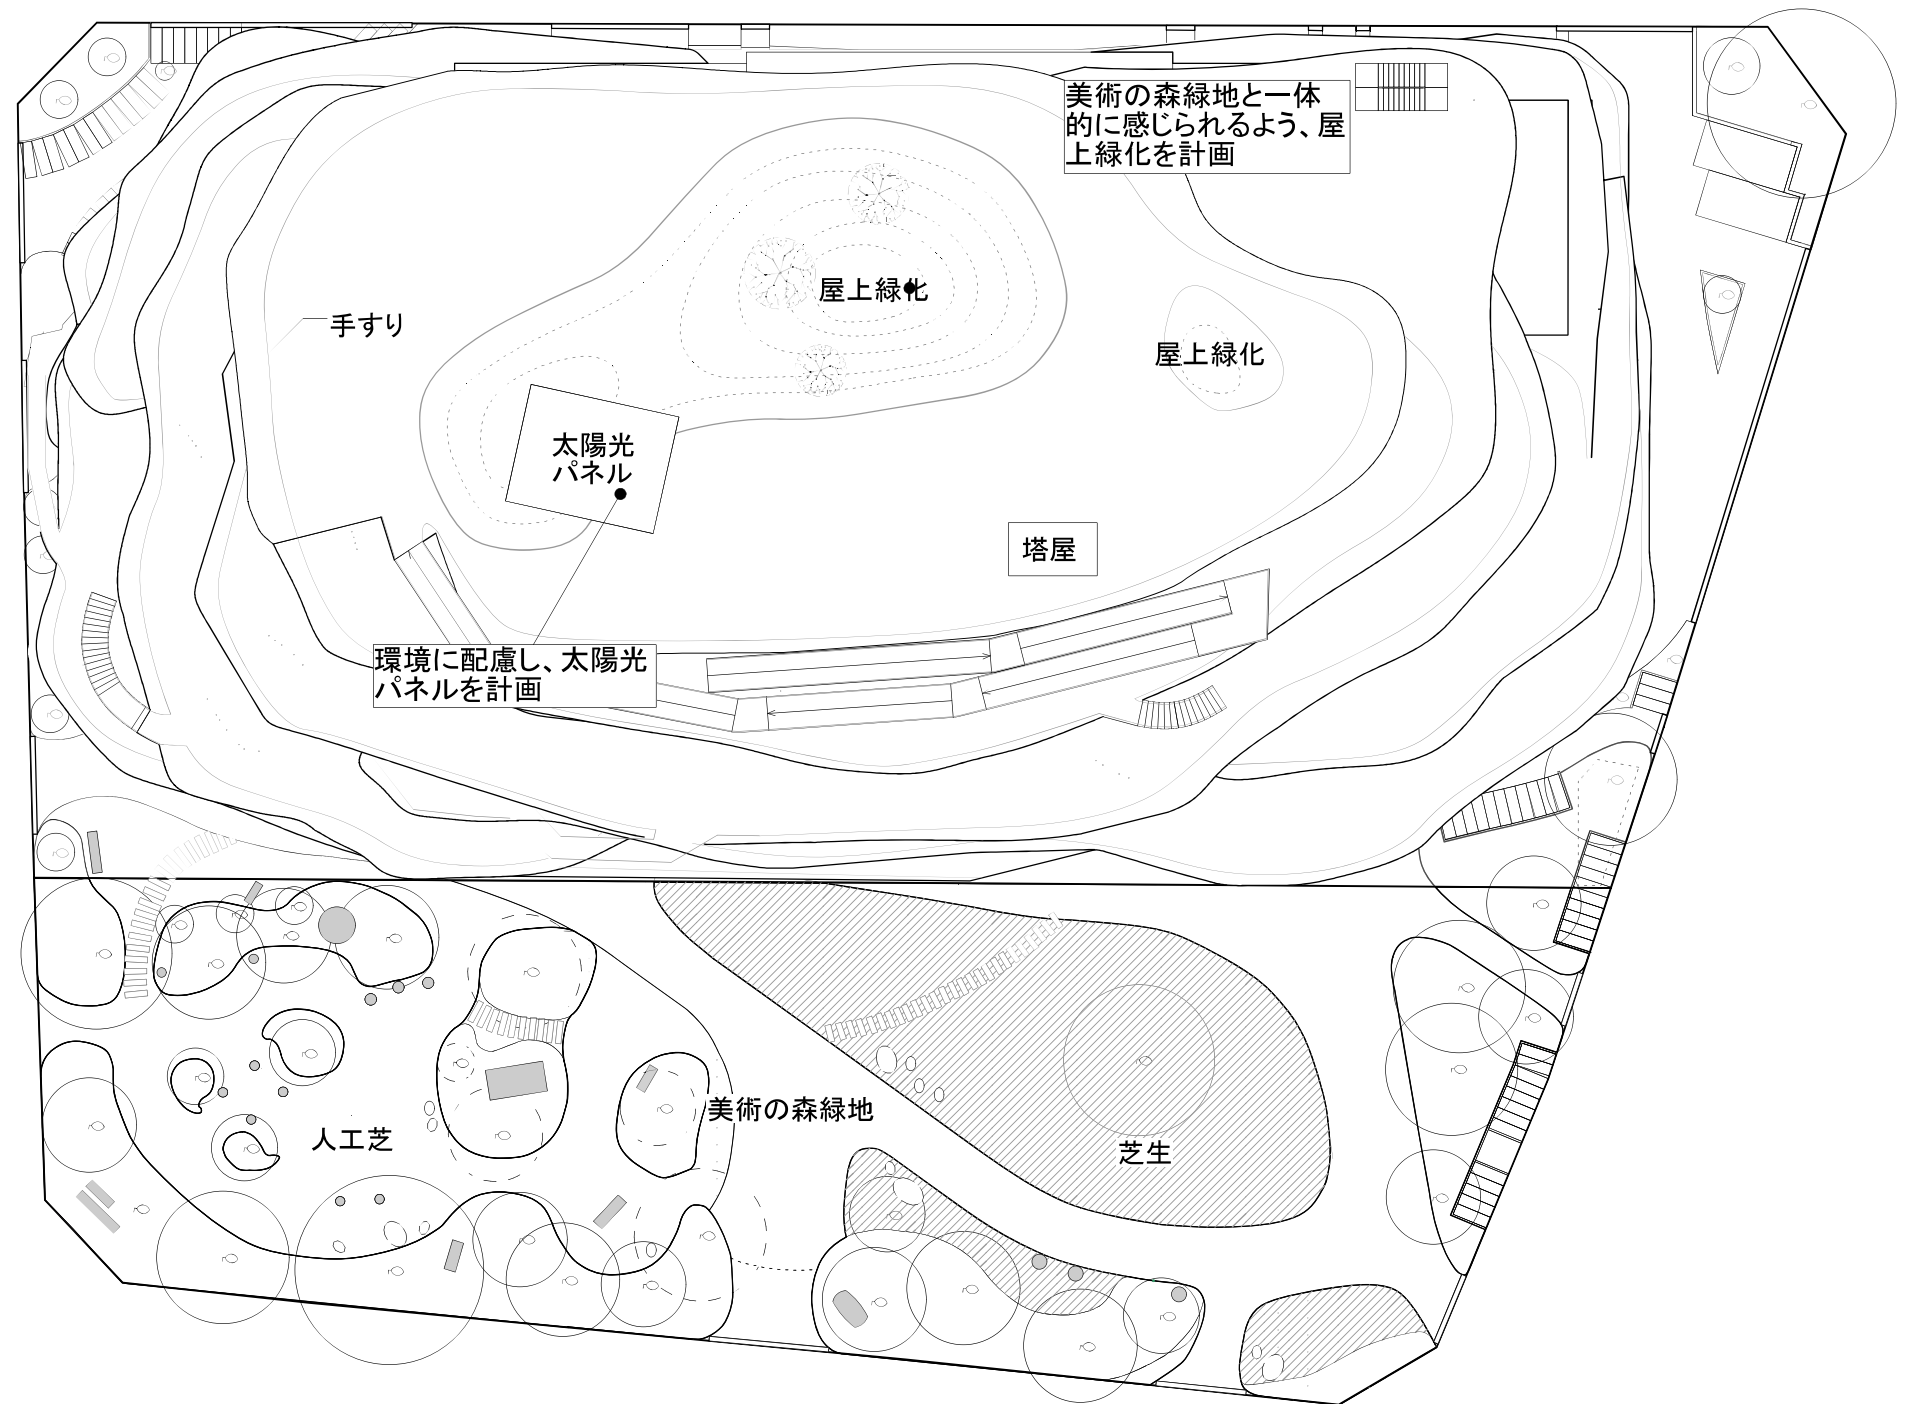 美術の森緑地と一体
的に感じられるよう、屋
上緑化を計画
屋上緑化
手すり
屋上緑化
太陽光
パネル
塔屋
環境に配慮し、太陽光
パネルを計画
美術の森緑地
人工芝
芝生